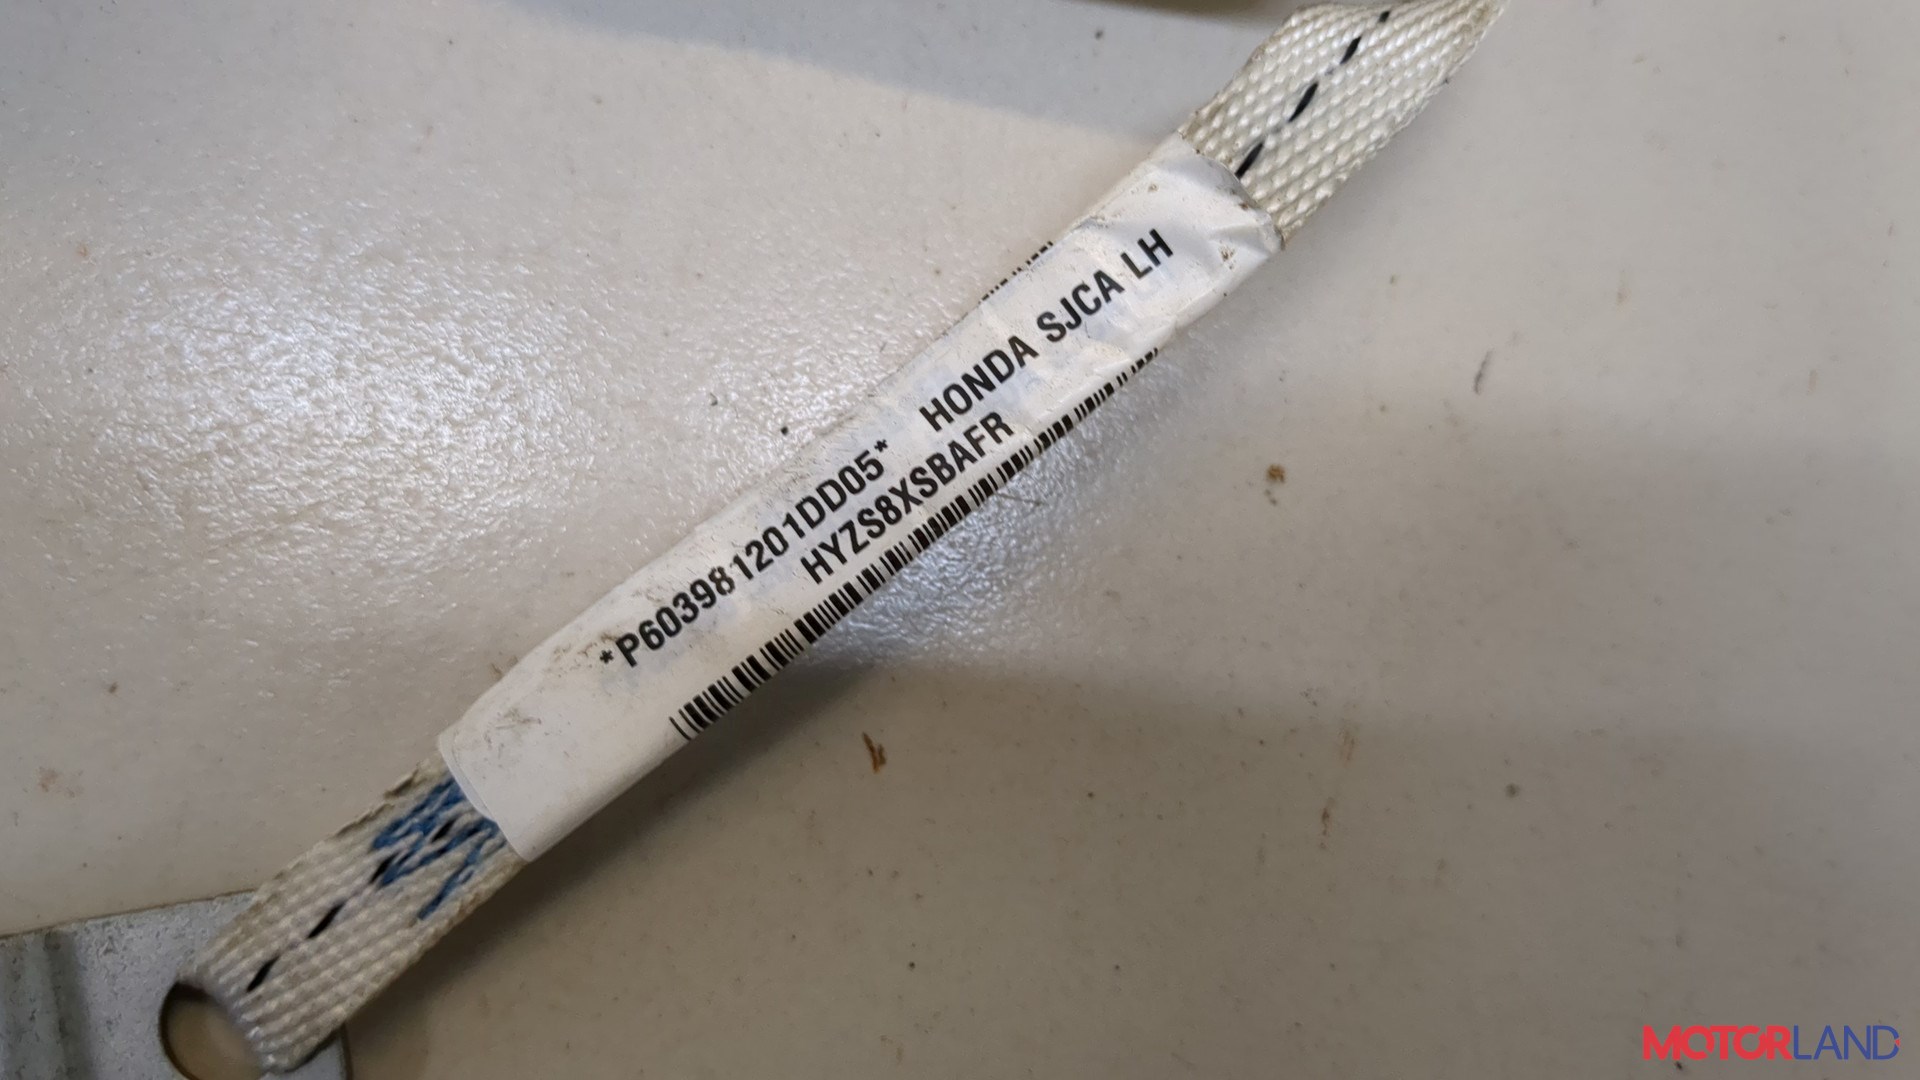 *P603981201DD05* HONDA SJCA LH
HYZS8XSBAFR
MOTORLAND